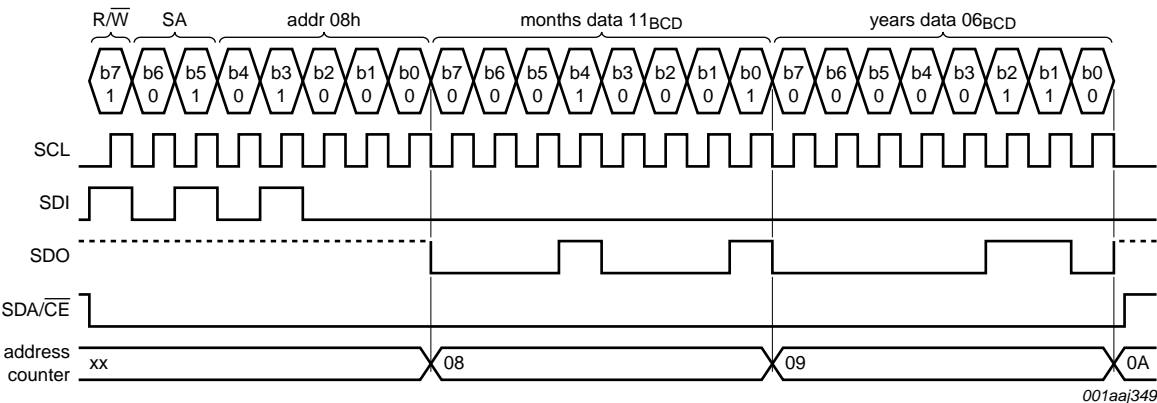 R/W SA addr 08h months data 11BCD years data 06BCD
b7 b6 b5 b4 b3 b2 b1 b0 b7 b6 b5 b4 b3 b2 b1 b0 b7 b6 b5 b4 b3 b2 b1 b0
1 0 1 0 1 0 0 0 0 0 0 1 0 0 0 1 0 0 0 0 0 1 1 0
SCL
SDI
SDO
SDA/CE
address
counter
xx 08 09 0A
001aaj349